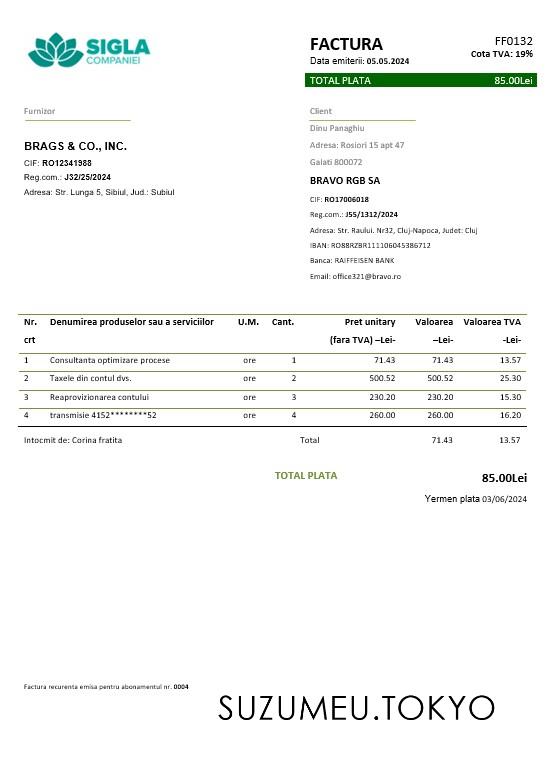 SIGLA
COMPANIEI
FACTURA
FF0132
Data emiterii: 05.05.2024
Cota TVA: 19%
TOTAL PLATA 85.00Lei
Furnizor
BRAGS & CO., INC.
CIF: RO12341988
Reg.com.: J32/25/2024
Adresa: Str. Lunga 5, Sibiul, Jud.: Subiul
Client
Dinu Panaghiu
Adresa: Rosiori 15 apt 47
Galati 800072
BRAVO RGB SA
CIF: RO17006018
Reg.com.: J55/1312/2024
Adresa: Str. Raului. Nr32, Cluj-Napoca, Judet: Cluj
IBAN: RO88RZBR111106045386712
Banca: RAIFFEISEN BANK
Email: office321@bravo.ro
Nr. Denumirea produselor sau a serviciilor U.M. Cant. Pret unitary Valoarea Valoarea TVA
crt (fara TVA) –Lei- –Lei- -Lei-
1 Consultanta optimizare procese ore 1 71.43 71.43 13.57
2 Taxele din contul dvs. ore 2 500.52 500.52 25.30
3 Reaprovizionarea contului ore 3 230.20 230.20 15.30
4 transmisie 4152********52 ore 4 260.00 260.00 16.20
Intocmit de: Corina fratita Total 71.43 13.57
TOTAL PLATA 85.00Lei
Yermen plata 03/06/2024
Factura recurenta emisa pentru abonamentul nr. 0004
SUZUMEU.TOKYO